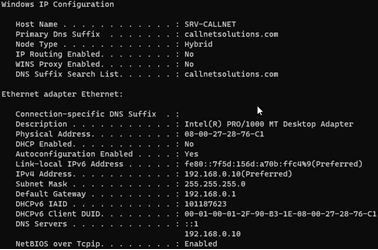 Windows IP Configuration
Host Name . . . . . . . . . . . . : SRV-CALLNET
Primary Dns Suffix  . . . . . . . : callnetsolutions.com
Node Type . . . . . . . . . . . . : Hybrid
IP Routing Enabled. . . . . . . . : No
WINS Proxy Enabled. . . . . . . . : No
DNS Suffix Search List. . . . . . : callnetsolutions.com
Ethernet adapter Ethernet:
Connection-specific DNS Suffix  . :
Description . . . . . . . . . . . : Intel(R) PRO/1000 MT Desktop Adapter
Physical Address. . . . . . . . . : 08-00-27-28-76-C1
DHCP Enabled. . . . . . . . . . . : No
Autoconfiguration Enabled . . . . : Yes
Link-local IPv6 Address . . . . . : fe80::7f5d:156d:a70b:ffc4%9(Preferred)
IPv4 Address. . . . . . . . . . . : 192.168.0.10(Preferred)
Subnet Mask . . . . . . . . . . . : 255.255.255.0
Default Gateway . . . . . . . . . : 192.168.0.1
DHCPv6 IAID . . . . . . . . . . . : 101187623
DHCPv6 Client DUID. . . . . . . . : 00-01-00-01-2F-90-B3-1E-08-00-27-28-76-C1
DNS Servers . . . . . . . . . . . : ::1
192.168.0.10
NetBIOS over Tcpip. . . . . . . . : Enabled